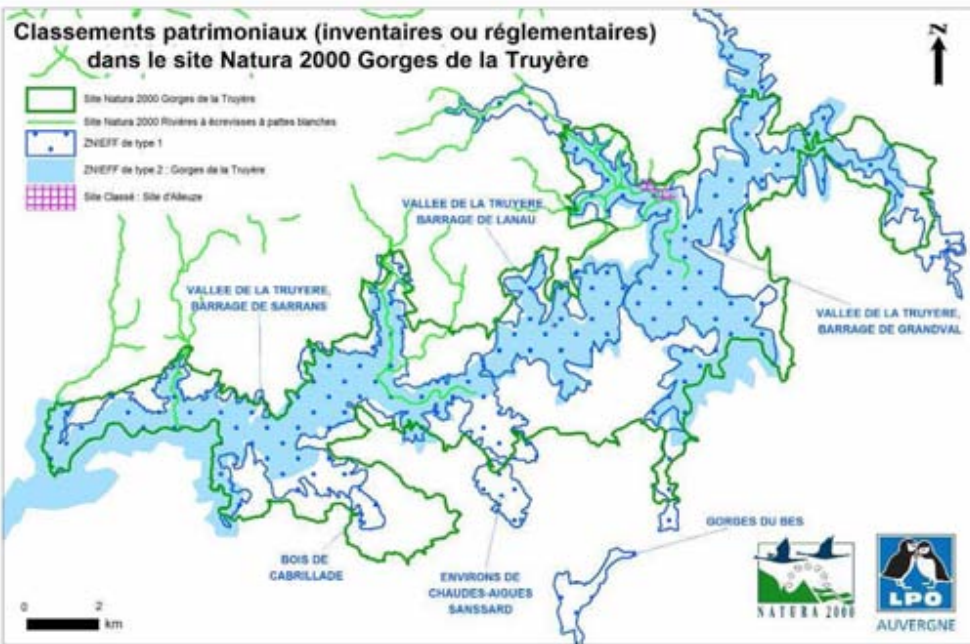 Classements patrimoniaux (inventaires ou réglementaires)
dans le site Natura 2000 Gorges de la Truyère
N
Site Natura 2000 Gorges de la Truyère
Site Natura 2000 Rivières à écrevisses à pattes blanches
ZNIEFF de type 1
ZNIEFF de type 2 : Gorges de la Truyère
Site Classé : Site d'Alleuze
VALLEE DE LA TRUYERE,
BARRAGE DE LANAU
VALLEE DE LA TRUYERE,
BARRAGE DE SARRANS
VALLEE DE LA TRUYERE,
BARRAGE DE GRANDVAL
GORGES DU BES
BOIS DE
CABRILLADE
ENVIRONS DE
CHAUDES-AIGUES
SANSSARD
0 2
km
NATURA 2000
LPO
AUVERGNE